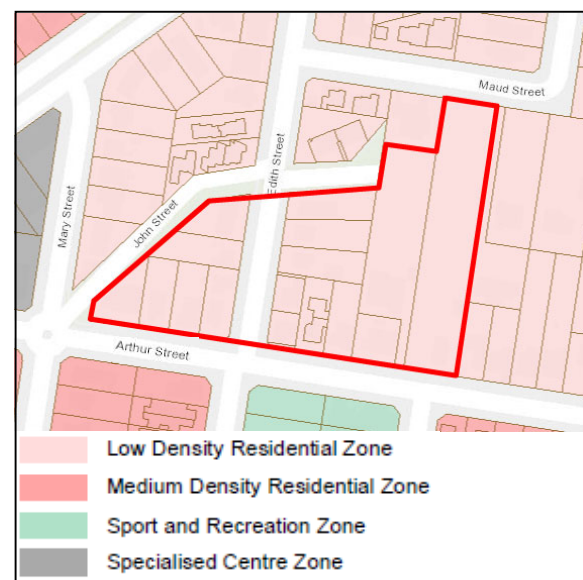 Maud Street
Edith Street
Mary Street
John Street
Arthur Street
Low Density Residential Zone
Medium Density Residential Zone
Sport and Recreation Zone
Specialised Centre Zone